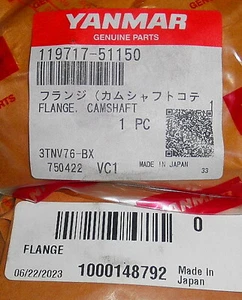 YANMAR
GENUINE PARTS
119717-51150
フランジ(カムシャフトコテ
FLANGE. CAMSHAFT
1 PC
3TNV76-BX
750422 VC1
MADE IN JAPAN
33
0
FLANGE
06/22/2023 1000148792 Made in
Japan